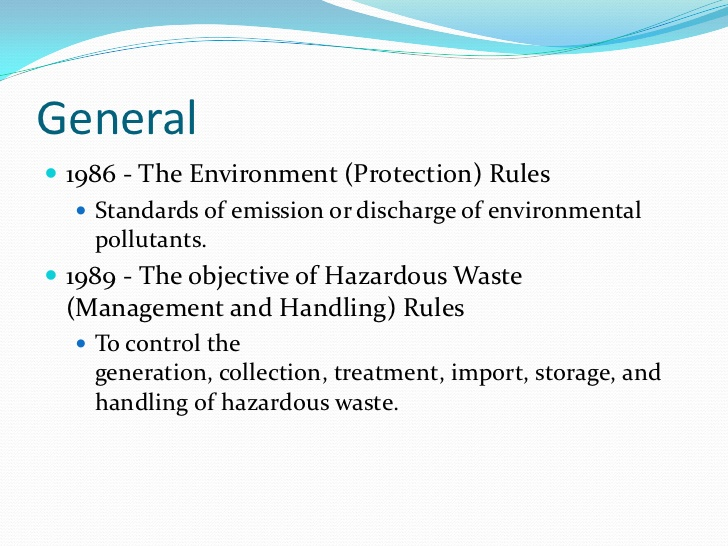 General
1986 - The Environment (Protection) Rules
Standards of emission or discharge of environmental
pollutants.
1989 - The objective of Hazardous Waste
(Management and Handling) Rules
To control the
generation, collection, treatment, import, storage, and
handling of hazardous waste.